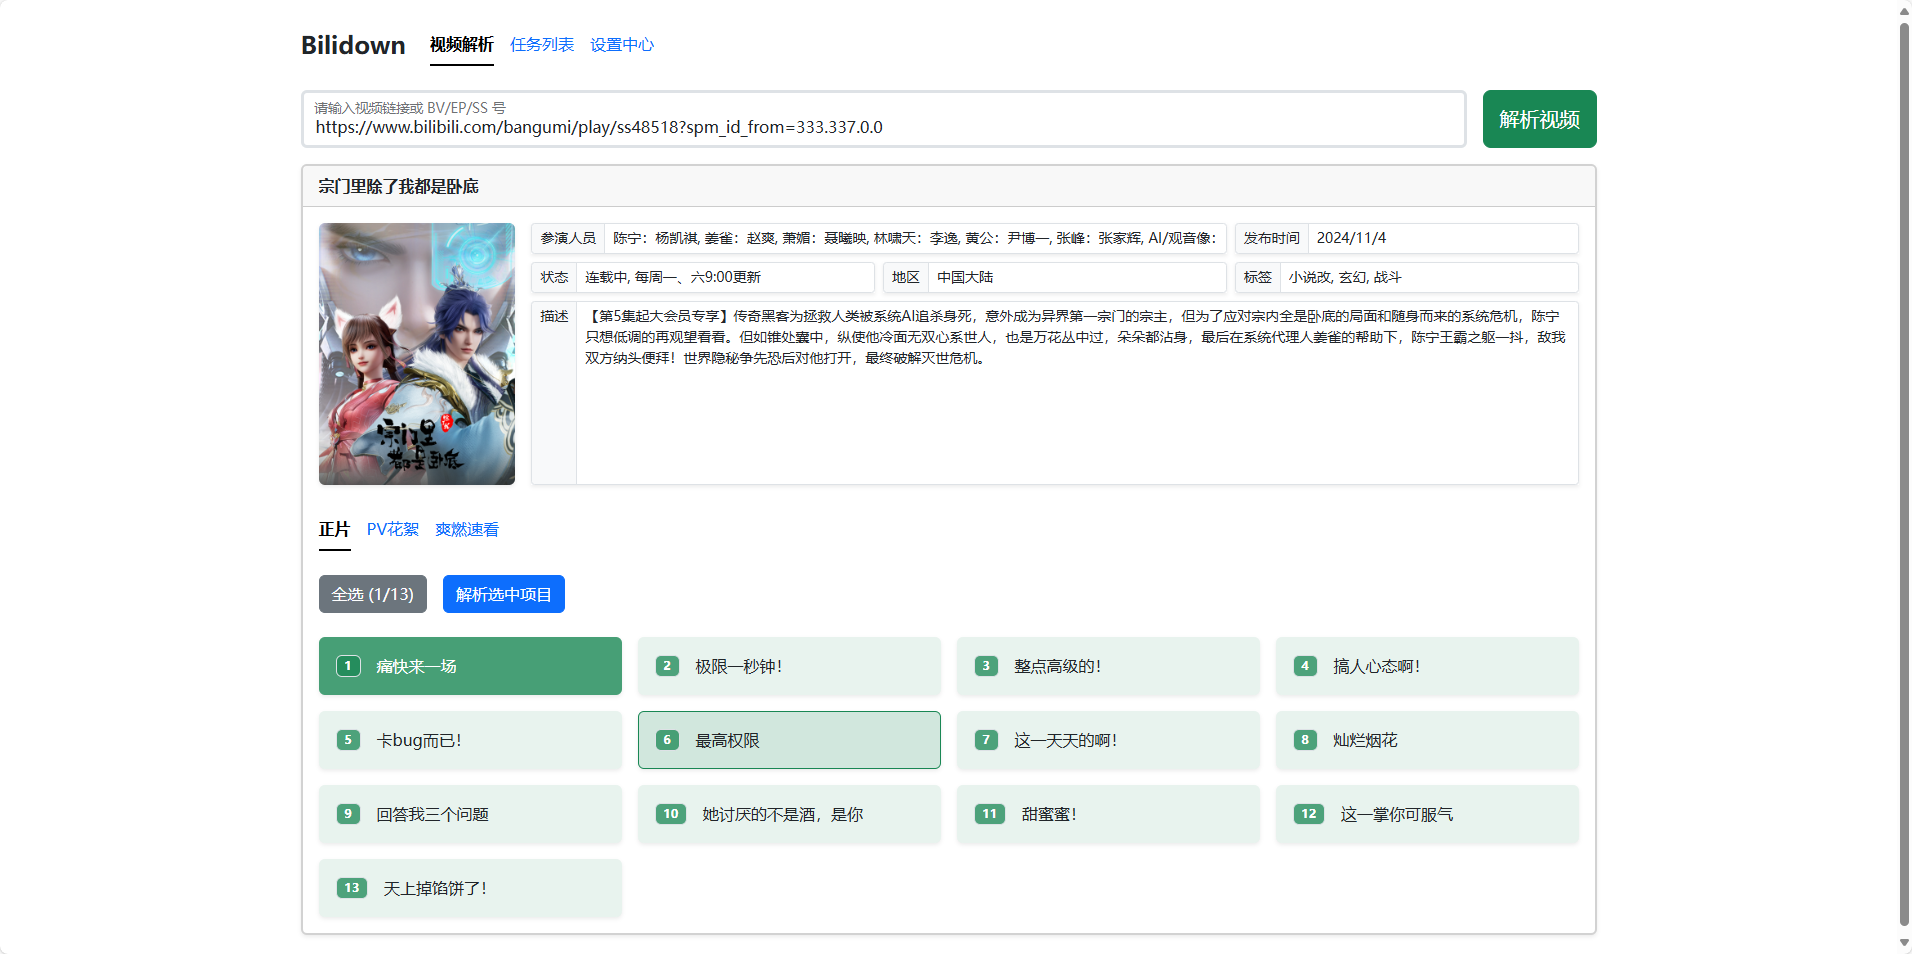 Bilidown 视频解析 任务列表 设置中心
请输入视频链接或 BV/EP/SS 号
https://www.bilibili.com/bangumi/play/ss48518?spm_id_from=333.337.0.0
解析视频
宗门里除了我都是卧底
宗门里
都是卧底
参演人员 陈宁：杨凯祺, 姜雀：赵爽, 萧媚：聂曦映, 林啸天：李逸, 黄公：尹博一, 张峰：张家辉, AI/观音像：
发布时间 2024/11/4
状态 连载中, 每周一、六9:00更新
地区 中国大陆
标签 小说改, 玄幻, 战斗
描述 【第5集起大会员专享】传奇黑客为拯救人类被系统AI追杀身死，意外成为异界第一宗门的宗主，但为了应对宗内全是卧底的局面和随身而来的系统危机，陈宁
只想低调的再观望看看。但如锥处囊中，纵使他冷面无双心系世人，也是万花丛中过，朵朵都沾身，最后在系统代理人姜雀的帮助下，陈宁王霸之躯一抖，敌我
双方纳头便拜！世界隐秘争先恐后对他打开，最终破解灭世危机。
正片 PV花絮 爽燃速看
全选 (1/13) 解析选中项目
1 痛快来一场
2 极限一秒钟！
3 整点高级的！
4 搞人心态啊！
5 卡bug而已！
6 最高权限
7 这一天天的啊！
8 灿烂烟花
9 回答我三个问题
10 她讨厌的不是酒，是你
11 甜蜜蜜！
12 这一掌你可服气
13 天上掉馅饼了！